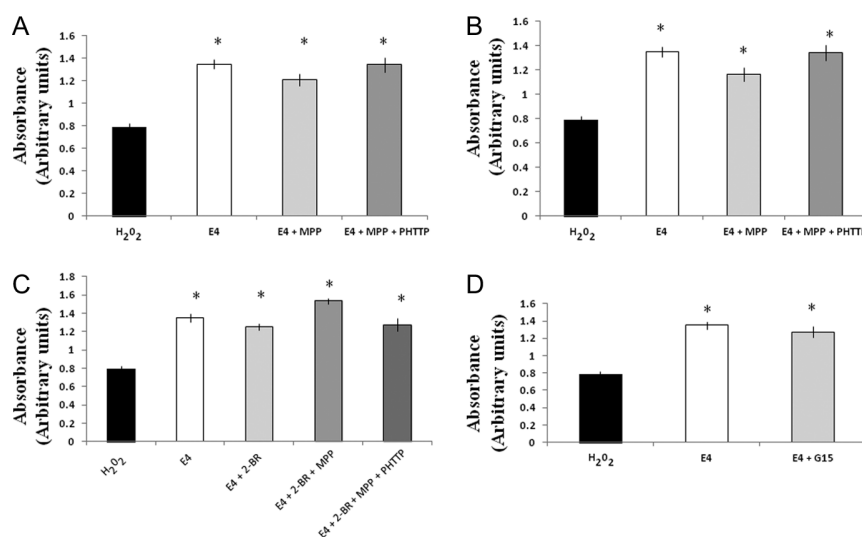 A
Absorbance
(Arbitrary units)
1.6
1.4
1.2
1
0.8
0.6
0.4
0.2
0
*
*
*
H₂0₂
E4
E4 + MPP
E4 + MPP + PHTTP
B
Absorbance
(Arbitrary units)
1.6
1.4
1.2
1
0.8
0.6
0.4
0.2
0
*
*
*
H₂0₂
E4
E4 + MPP
E4 + MPP + PHTTP
C
Absorbance
(Arbitrary units)
1.8
1.6
1.4
1.2
1
0.8
0.6
0.4
0.2
0
*
*
*
*
H₂0₂
E4
E4 + 2-BR
E4 + 2-BR + MPP
E4 + 2-BR + MPP + PHTTP
D
Absorbance
(Arbitrary units)
1.6
1.4
1.2
1
0.8
0.6
0.4
0.2
0
*
*
H₂0₂
E4
E4 + G15